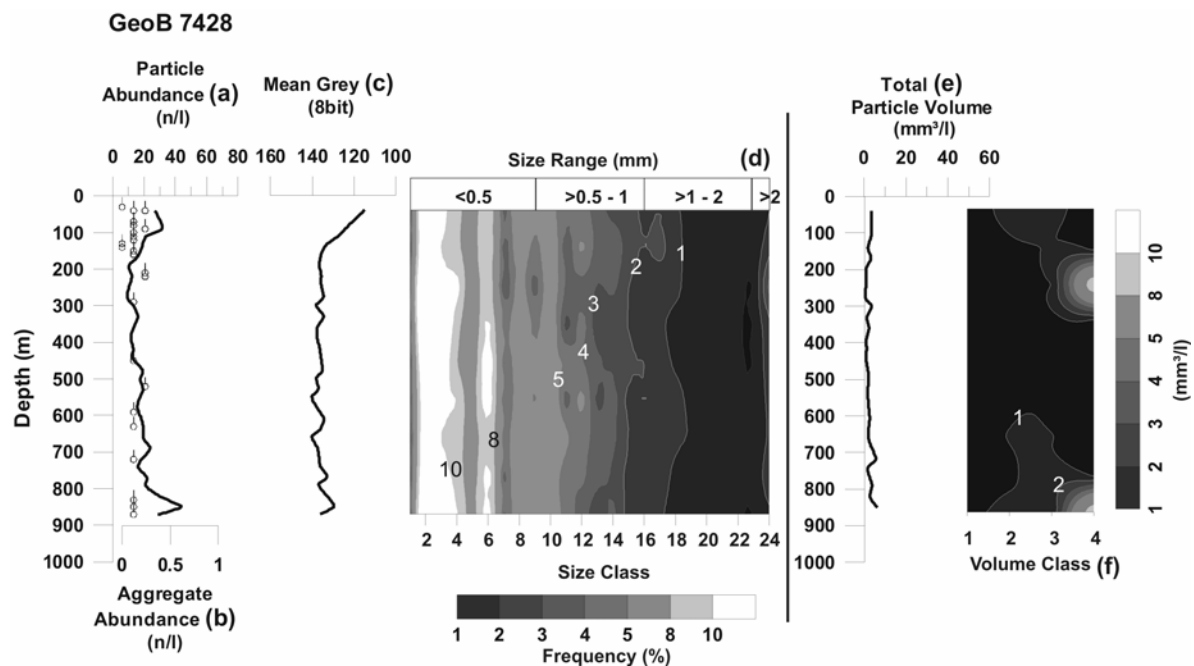 GeoB 7428
Particle
Abundance (a)
(n/l)
0 20 40 60 80
Mean Grey (c)
(8bit)
160 140 120 100
Size Range (mm) (d)
<0.5 >0.5 - 1 >1 - 2 >2
Total (e)
Particle Volume
(mm³/l)
0 20 40 60
Depth (m)
0
100
200
300
400
500
600
700
800
900
1000
0 0.5 1
Aggregate
Abundance (b)
(n/l)
1
2
3
4
5
8
10
2 4 6 8 10 12 14 16 18 20 22 24
Size Class
1 2 3 4 5 8 10
Frequency (%)
0
100
200
300
400
500
600
700
800
900
1000
1
2
1 2 3 4
Volume Class (f)
10
8
5
4
3
2
1
(mm³/l)